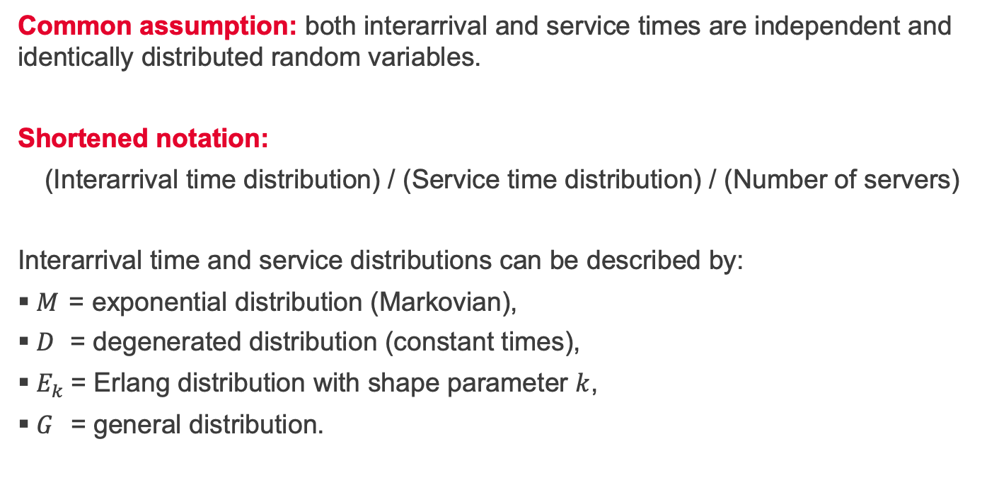 Common assumption: both interarrival and service times are independent and
identically distributed random variables.
Shortened notation:
(Interarrival time distribution) / (Service time distribution) / (Number of servers)
Interarrival time and service distributions can be described by:
▪ M = exponential distribution (Markovian),
▪ D = degenerated distribution (constant times),
▪ Eₖ = Erlang distribution with shape parameter k,
▪ G = general distribution.